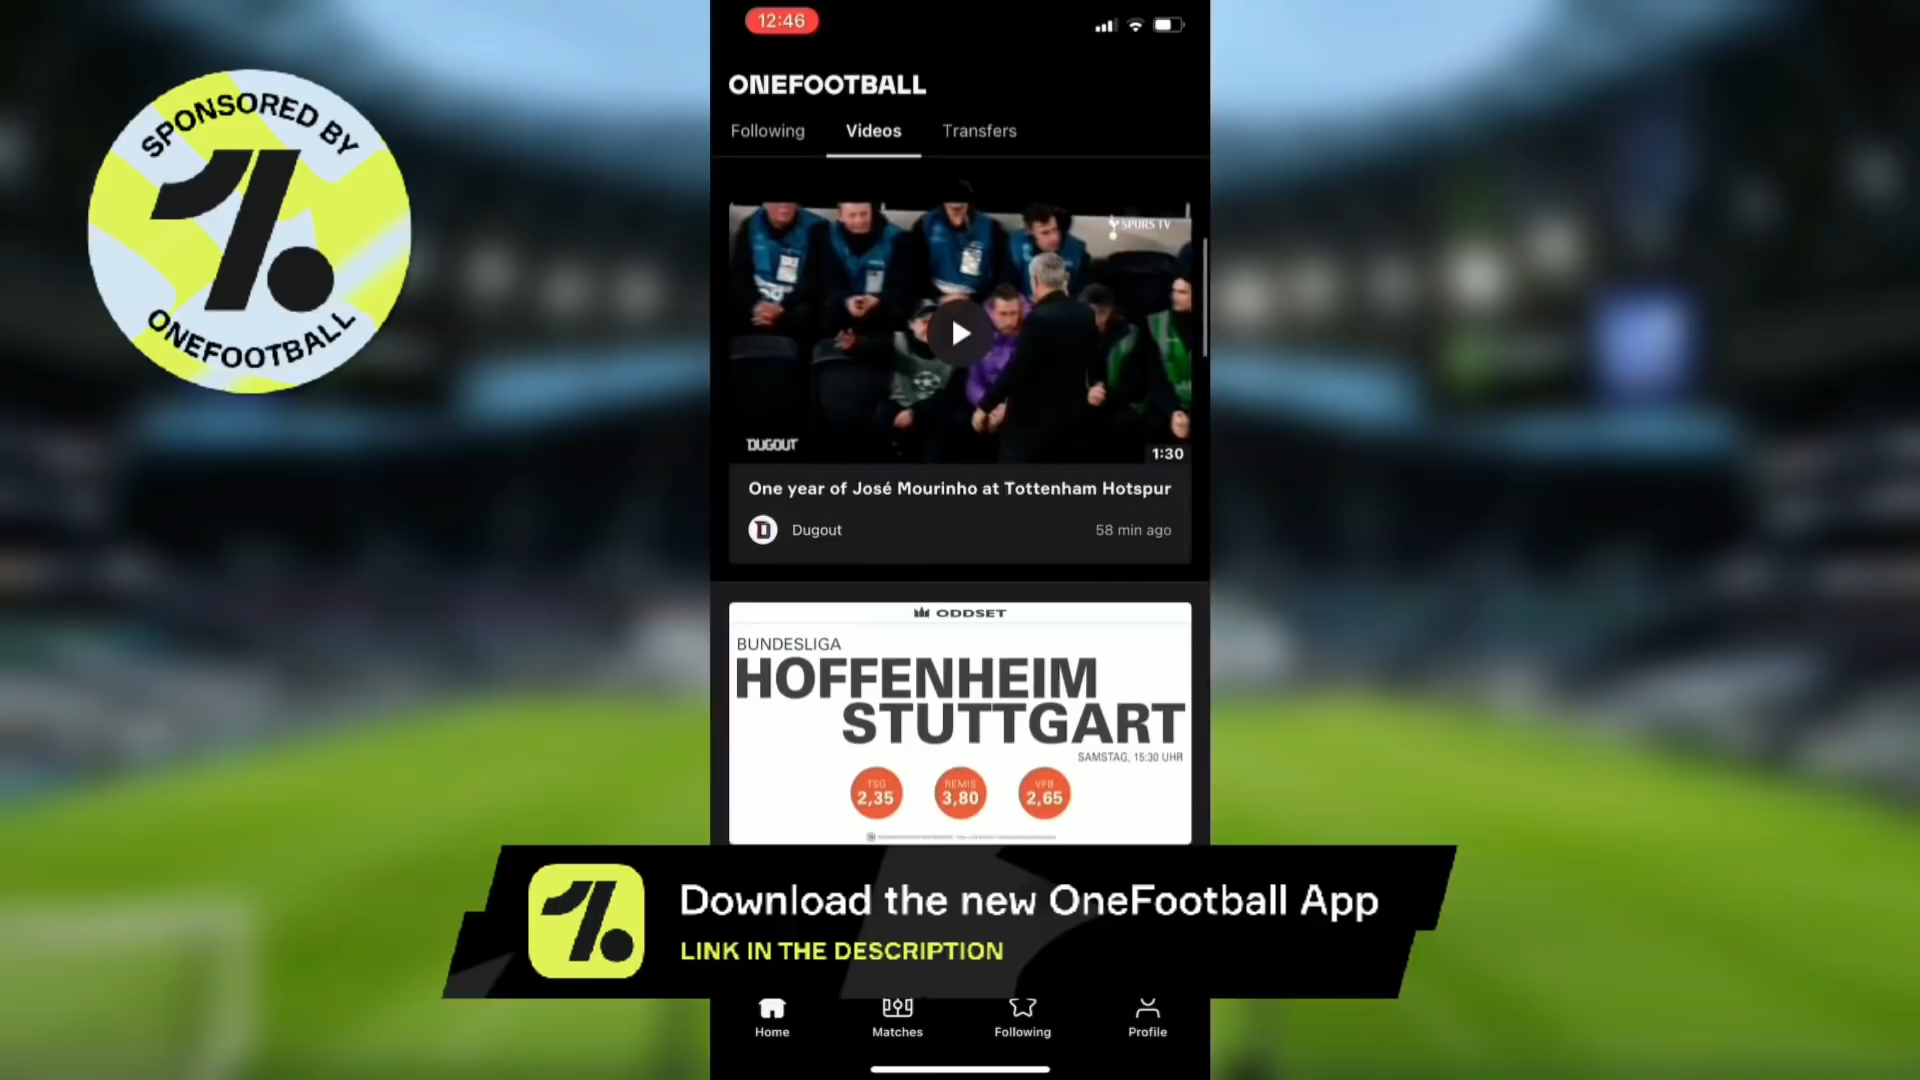 12:46
SPONSORED BY
ONEFOOTBALL
ONEFOOTBALL
Following
Videos
Transfers
SPURS TV
DUGOUT
1:30
One year of José Mourinho at Tottenham Hotspur
D
Dugout
58 min ago
ODDSET
BUNDESLIGA
HOFFENHEIM
STUTTGART
SAMSTAG, 15:30 UHR
TSG
2,35
REMIS
3,80
VFB
2,65
Download the new OneFootball App
LINK IN THE DESCRIPTION
Home
Matches
Following
Profile